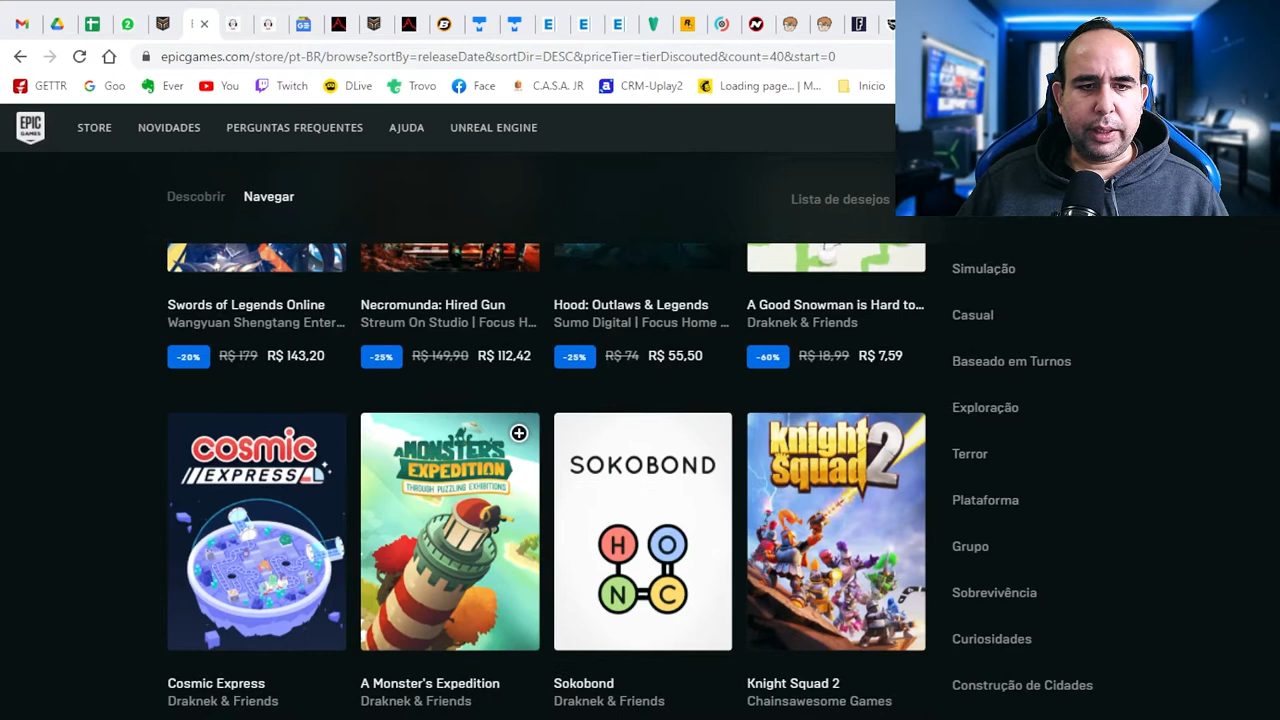 epicgames.com/store/pt-BR/browse?sortBy=releaseDate&sortDir=DESC&priceTier=tierDiscouted&count=40&start=0
GETTR Goo Ever You Twitch DLive Trovo Face C.A.S.A. JR CRM-Uplay2 Loading page... | M... Inicio
EPIC GAMES
STORE NOVIDADES PERGUNTAS FREQUENTES AJUDA UNREAL ENGINE
Descobrir Navegar Lista de desejos
Simulação
Swords of Legends Online Necromunda: Hired Gun Hood: Outlaws & Legends A Good Snowman is Hard to...
Wangyuan Shengtang Enter... Streum On Studio | Focus H... Sumo Digital | Focus Home ... Draknek & Friends
Casual
-20% R$ 179 R$ 143,20 -25% R$ 149,90 R$ 112,42 -25% R$ 74 R$ 55,50 -60% R$ 18,99 R$ 7,59
Baseado em Turnos
Exploração
Terror
Plataforma
Grupo
Sobrevivência
Curiosidades
Construção de Cidades
COSMIC
EXPRESS
A MONSTER'S
EXPEDITION
THROUGH PUZZLING EXHIBITIONS
SOKOBOND
H O
N C
Knight
Squad 2
Cosmic Express A Monster's Expedition Sokobond Knight Squad 2
Draknek & Friends Draknek & Friends Draknek & Friends Chainsawesome Games